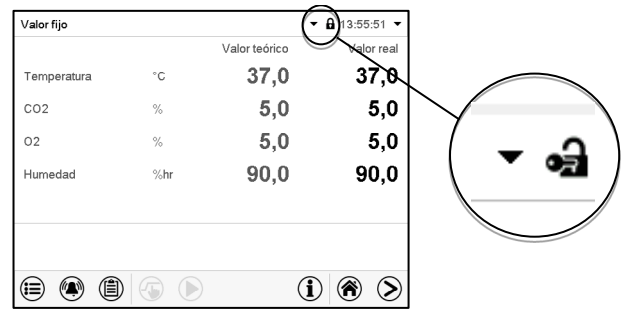 Valor fijo 13:55:51
Valor teórico Valor real
Temperatura °C 37,0 37,0
CO2 % 5,0 5,0
O2 % 5,0 5,0
Humedad %hr 90,0 90,0